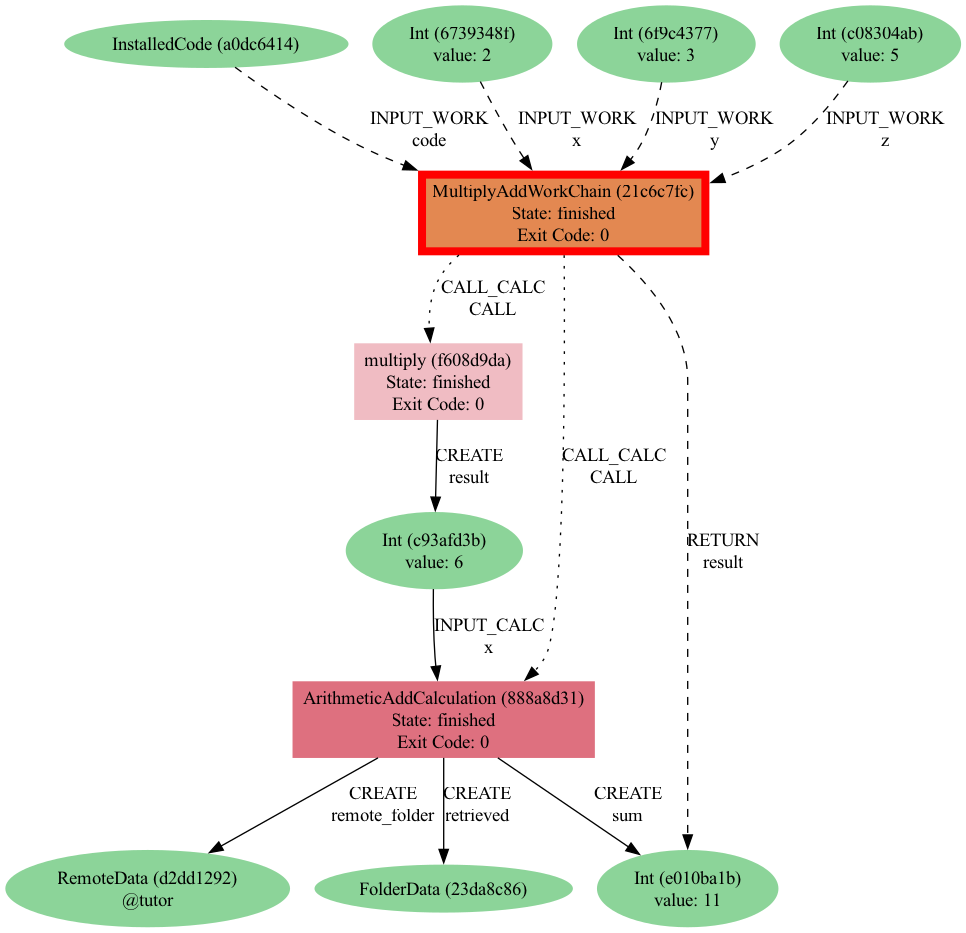 InstalledCode (a0dc6414)
Int (6739348f)
value: 2
Int (6f9c4377)
value: 3
Int (c08304ab)
value: 5
INPUT_WORK
code
INPUT_WORK
x
INPUT_WORK
y
INPUT_WORK
z
MultiplyAddWorkChain (21c6c7fc)
State: finished
Exit Code: 0
CALL_CALC
CALL
multiply (f608d9da)
State: finished
Exit Code: 0
CREATE
result
CALL_CALC
CALL
Int (c93afd3b)
value: 6
RETURN
result
INPUT_CALC
x
ArithmeticAddCalculation (888a8d31)
State: finished
Exit Code: 0
CREATE
remote_folder
CREATE
retrieved
CREATE
sum
RemoteData (d2dd1292)
@tutor
FolderData (23da8c86)
Int (e010ba1b)
value: 11